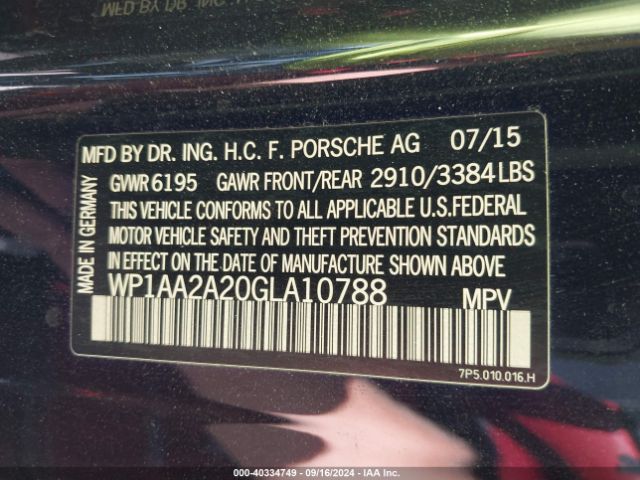 MFD BY DR. ING. H.C. F. PORSCHE AG 07/15
GVWR 6195 GAWR FRONT/REAR 2910/3384 LBS
THIS VEHICLE CONFORMS TO ALL APPLICABLE U.S.FEDERAL
MOTOR VEHICLE SAFETY AND THEFT PREVENTION STANDARDS
IN EFFECT ON THE DATE OF MANUFACTURE SHOWN ABOVE.
WP1AA2A20GLA10788 MPV
MADE IN GERMANY
7P5.010.016.H
000-40334749 - 09/16/2024 - IAA Inc.